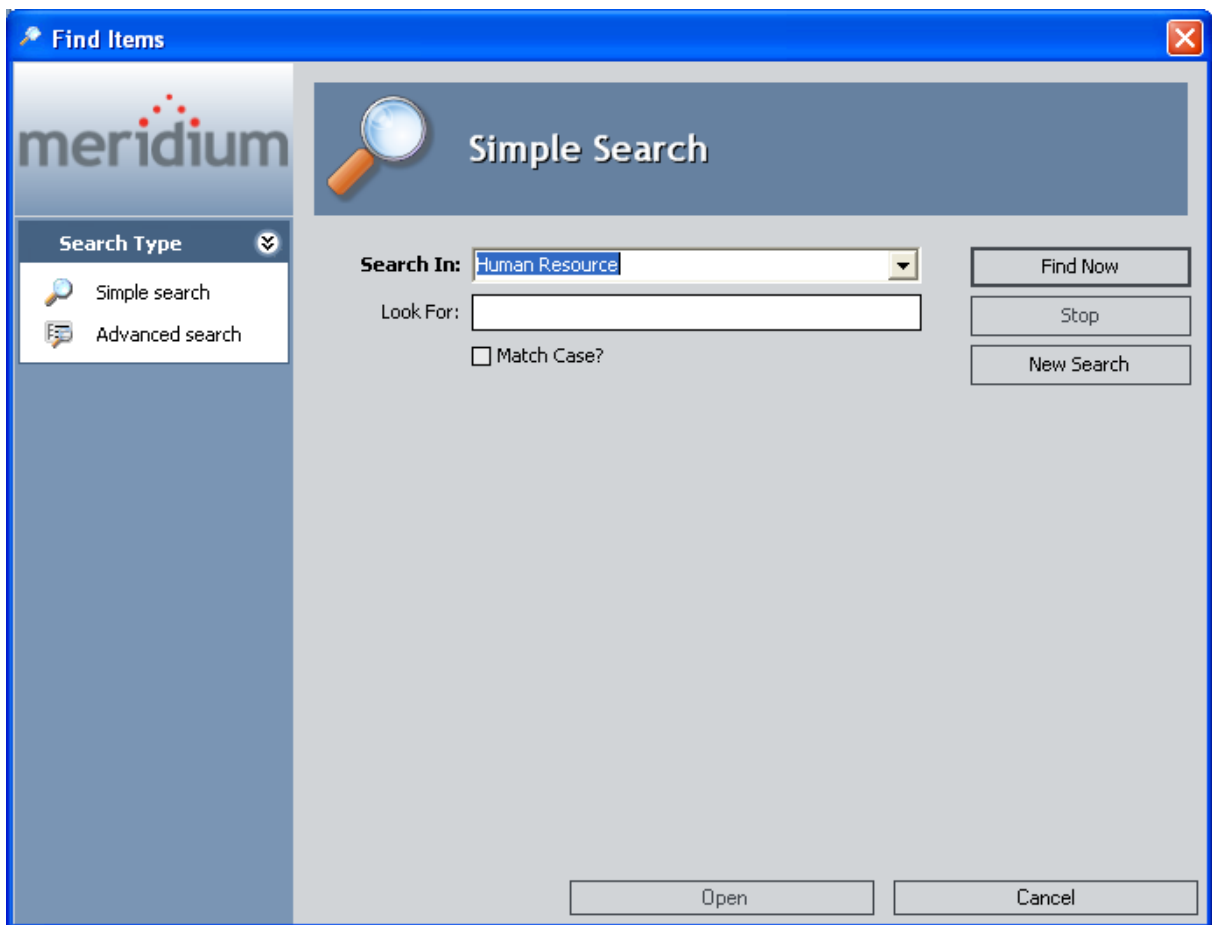 Find Items
meridium
Simple Search
Search Type
Simple search
Advanced search
Search In: Human Resource
Look For:
Match Case?
Find Now
Stop
New Search
Open
Cancel